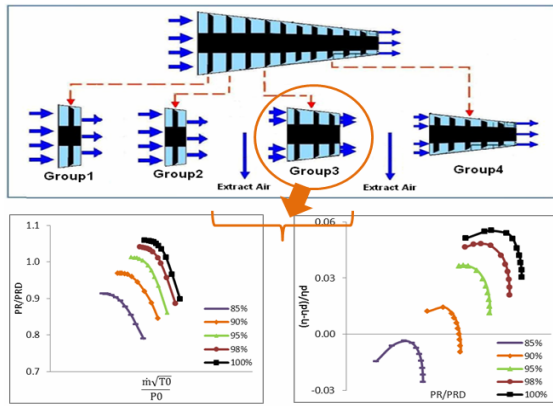 Group1
Group2
Group3
Group4
Extract Air
Extract Air
PR/PRD
1.1
1.0
0.9
0.8
0.7
85%
90%
95%
98%
100%
ṁ√T0
P0
(η-ηd)/ηd
0.06
0.03
0.00
-0.03
85%
90%
95%
98%
100%
PR/PRD